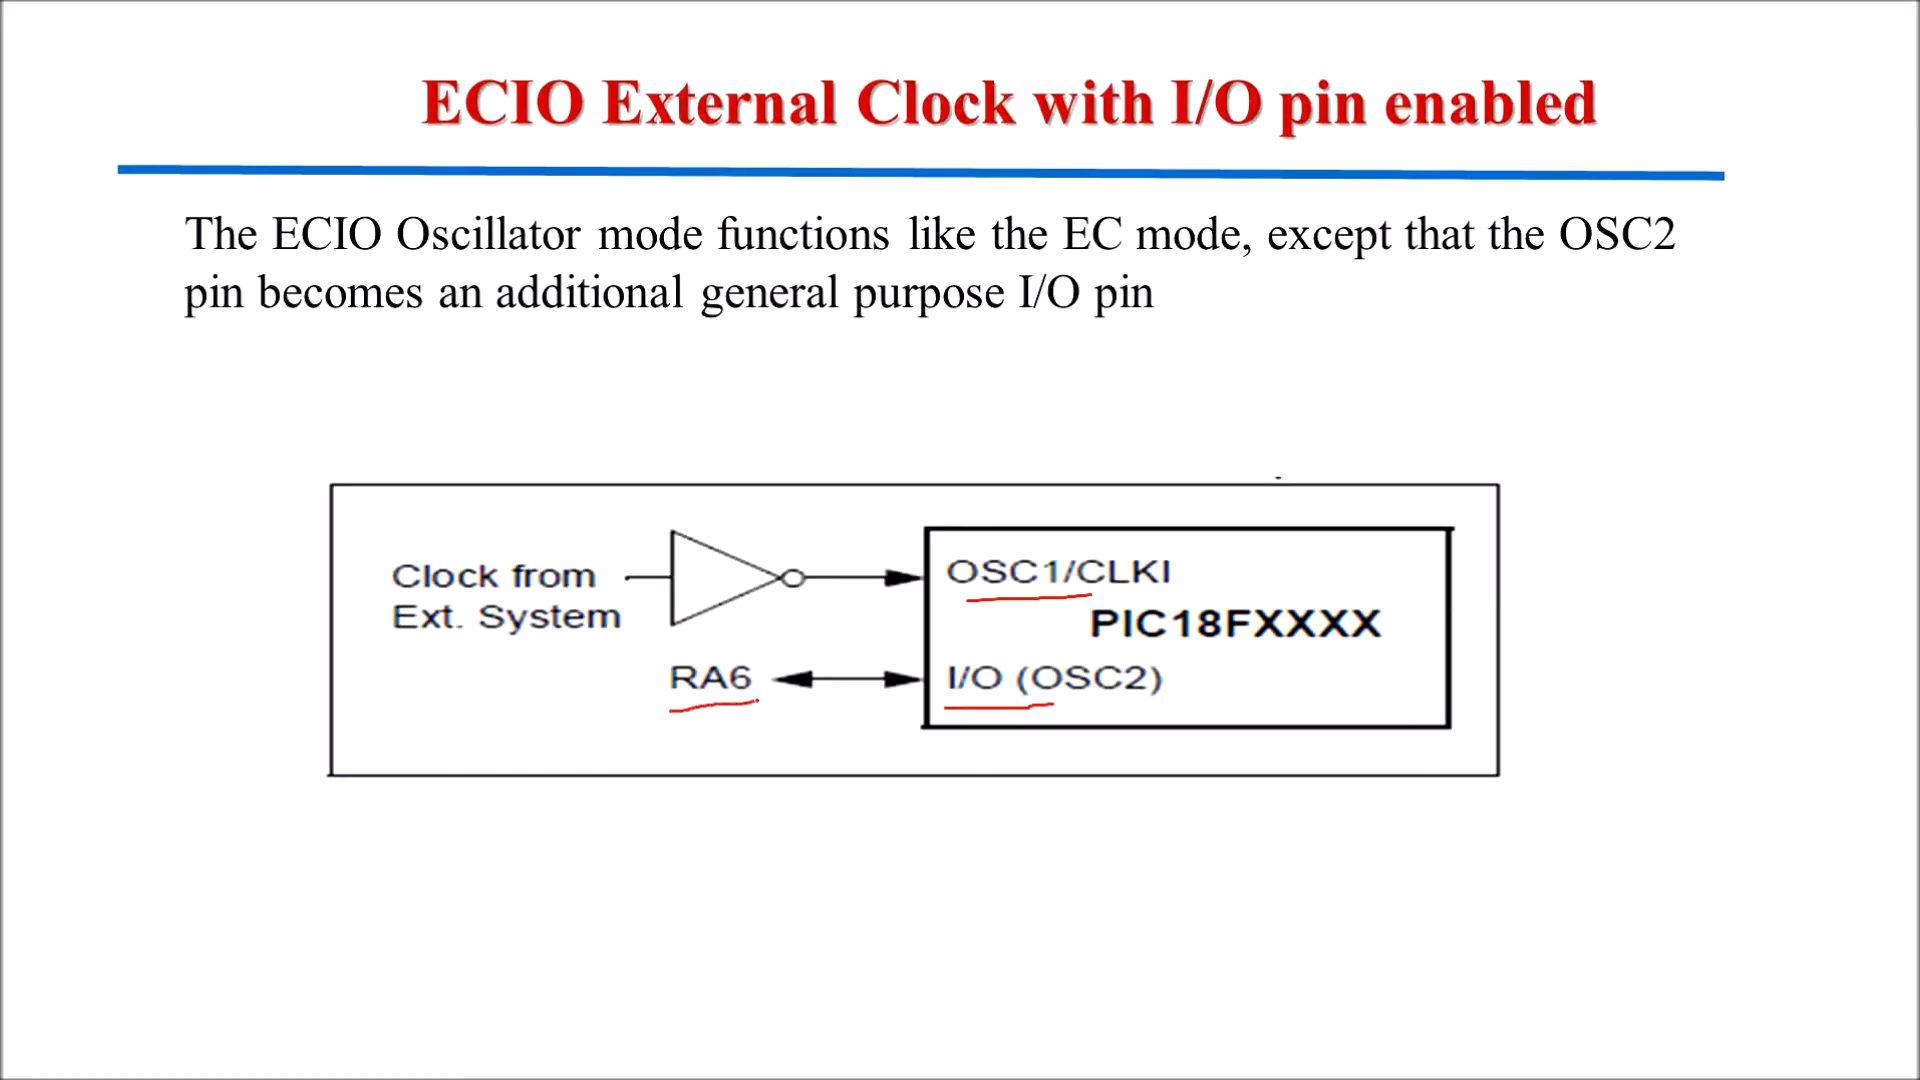 ECIO External Clock with I/O pin enabled
The ECIO Oscillator mode functions like the EC mode, except that the OSC2
pin becomes an additional general purpose I/O pin
Clock from
Ext. System
OSC1/CLKI
PIC18FXXXX
RA6
I/O (OSC2)